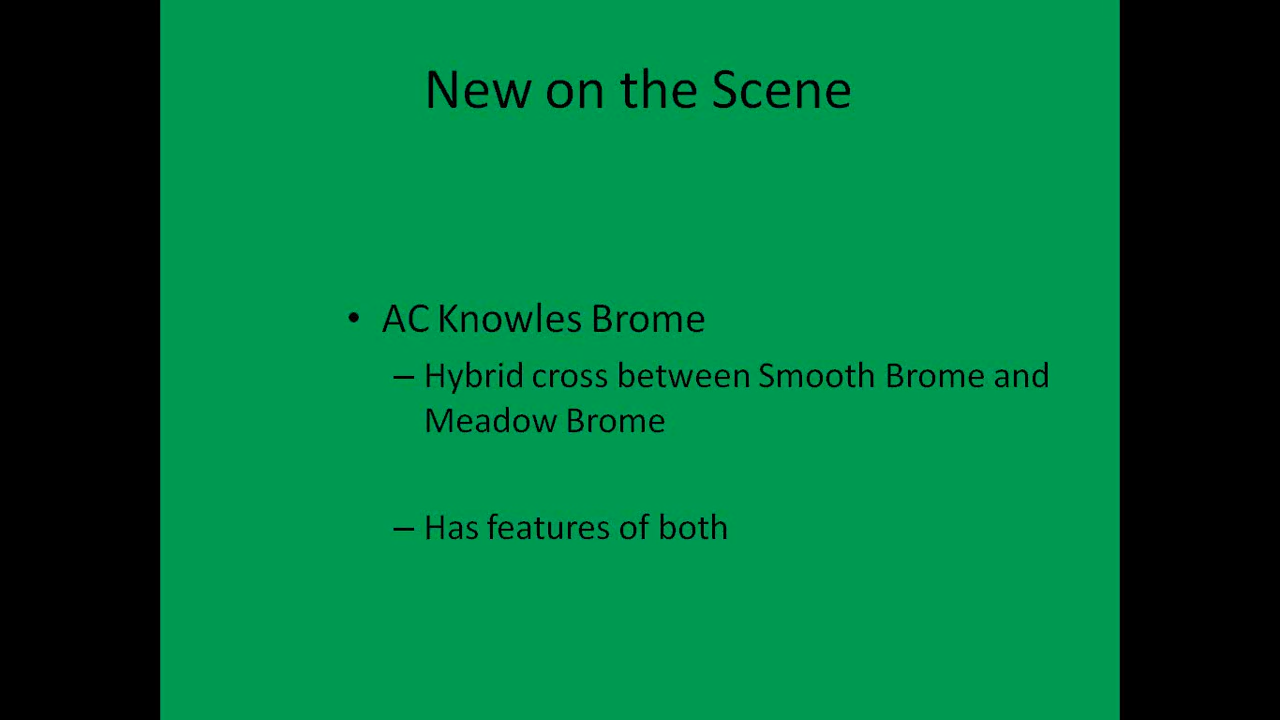 New on the Scene
• AC Knowles Brome
– Hybrid cross between Smooth Brome and
Meadow Brome
– Has features of both